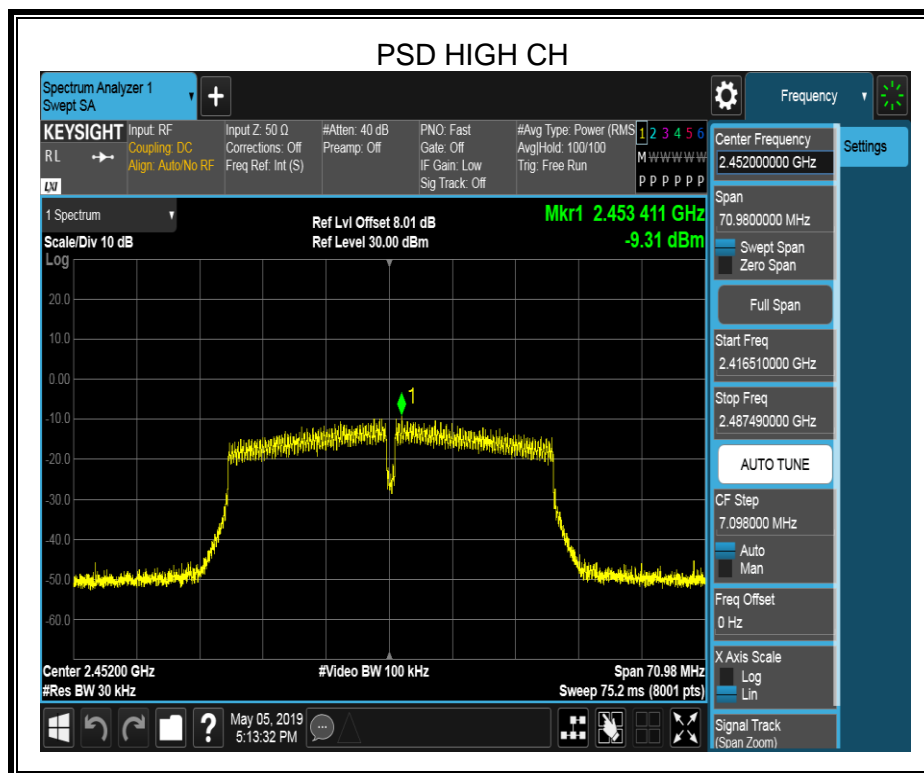 PSD HIGH CH
Spectrum Analyzer 1
Swept SA
Frequency
KEYSIGHT
RL
LXI
Input: RF
Coupling: DC
Align: Auto/No RF
Input Z: 50 Ω
Corrections: Off
Freq Ref: Int (S)
#Atten: 40 dB
Preamp: Off
PNO: Fast
Gate: Off
IF Gain: Low
Sig Track: Off
#Avg Type: Power (RMS
Avg|Hold: 100/100
Trig: Free Run
1 2 3 4 5 6
M W W W W W
P P P P P P
1 Spectrum
Scale/Div 10 dB
Ref Lvl Offset 8.01 dB
Ref Level 30.00 dBm
Mkr1 2.453 411 GHz
-9.31 dBm
Log
20.0
10.0
0.00
-10.0
-20.0
-30.0
-40.0
-50.0
-60.0
1
Center 2.45200 GHz
#Video BW 100 kHz
Span 70.98 MHz
#Res BW 30 kHz
Sweep 75.2 ms (8001 pts)
?
May 05, 2019
5:13:32 PM
Center Frequency
2.452000000 GHz
Settings
Span
70.9800000 MHz
Swept Span
Zero Span
Full Span
Start Freq
2.416510000 GHz
Stop Freq
2.487490000 GHz
AUTO TUNE
CF Step
7.098000 MHz
Auto
Man
Freq Offset
0 Hz
X Axis Scale
Log
Lin
Signal Track
(Span Zoom)